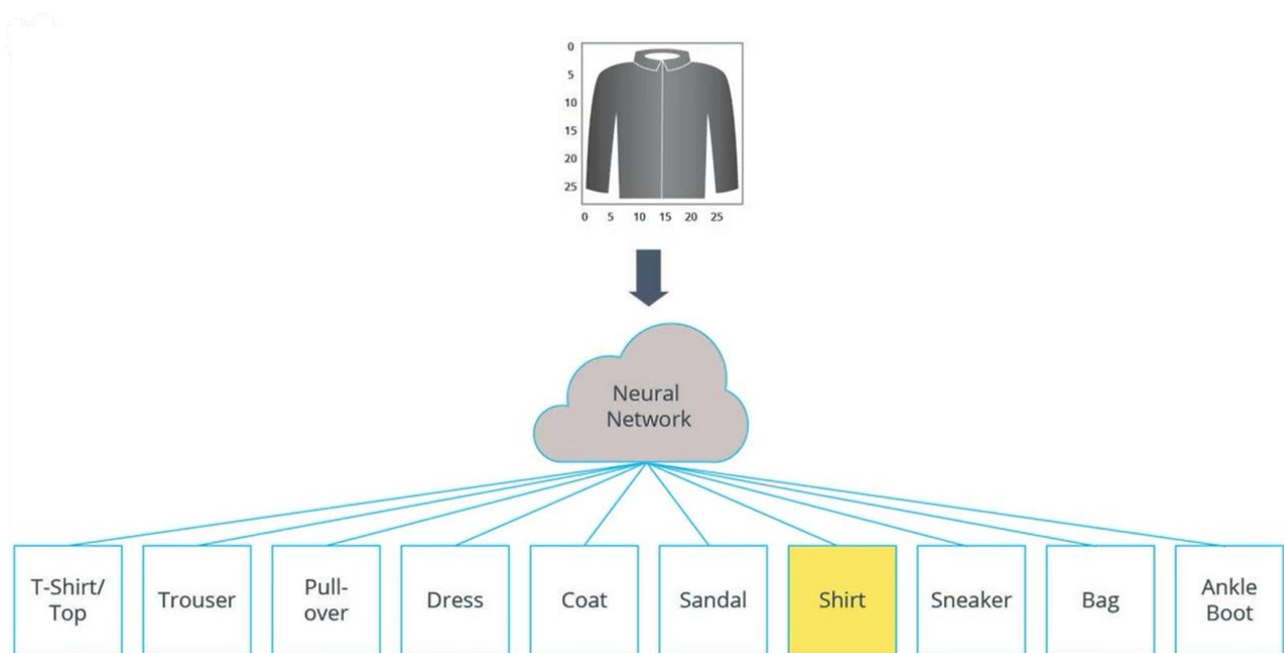 0
5
10
15
20
25
0 5 10 15 20 25
Neural
Network
T-Shirt/
Top
Trouser
Pull-
over
Dress
Coat
Sandal
Shirt
Sneaker
Bag
Ankle
Boot